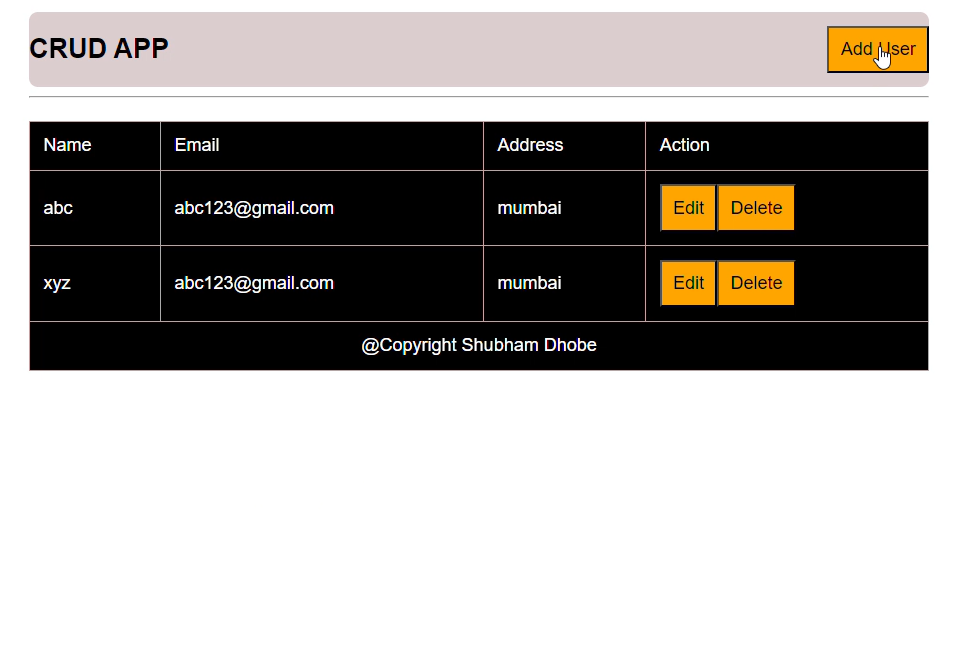 CRUD APP Add User
Name Email Address Action
abc abc123@gmail.com mumbai Edit Delete
xyz abc123@gmail.com mumbai Edit Delete
@Copyright Shubham Dhobe